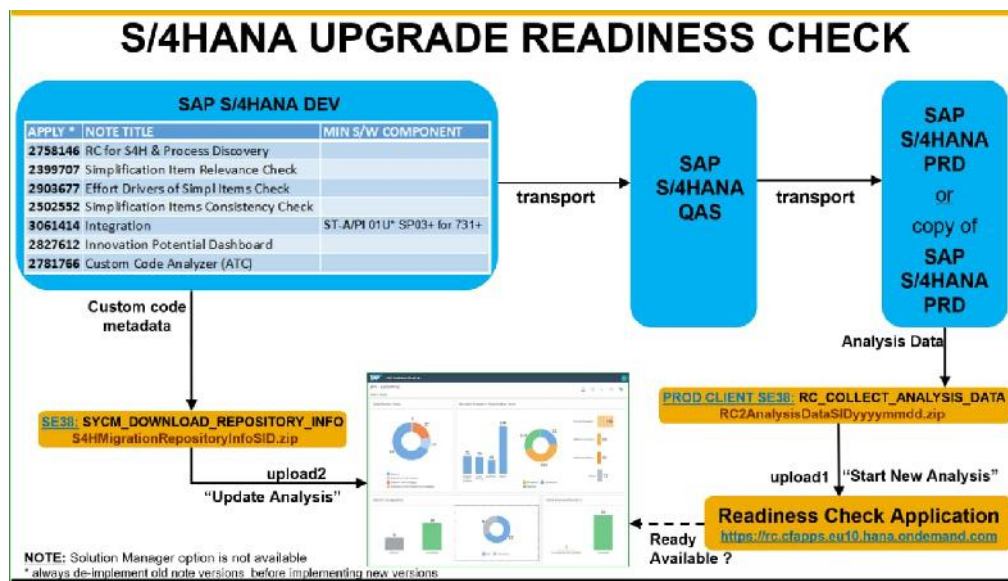 S/4HANA UPGRADE READINESS CHECK
SAP S/4HANA DEV
APPLY * NOTE TITLE MIN S/W COMPONENT
2758146 RC for S4H & Process Discovery
2399707 Simplification Item Relevance Check
2903677 Effort Drivers of Simpl Items Check
2502552 Simplification Items Consistency Check
3061414 Integration ST-A/PI 01U* SP03+ for 731+
2827612 Innovation Potential Dashboard
2781766 Custom Code Analyzer (ATC)
transport
SAP
S/4HANA
QAS
transport
SAP
S/4HANA
PRD
or
copy of
SAP
S/4HANA
PRD
Custom code
metadata
Analysis Data
SE38: SYCM_DOWNLOAD_REPOSITORY_INFO
S4HMigrationRepositoryInfoSID.zip
PROD CLIENT SE38: RC_COLLECT_ANALYSIS_DATA
RC2AnalysisDataSIDyyyymmdd.zip
upload2
"Update Analysis"
upload1 "Start New Analysis"
Readiness Check Application
https://rc.cfapps.eu10.hana.ondemand.com
Ready
Available ?
NOTE: Solution Manager option is not available
* always de-implement old note versions before implementing new versions